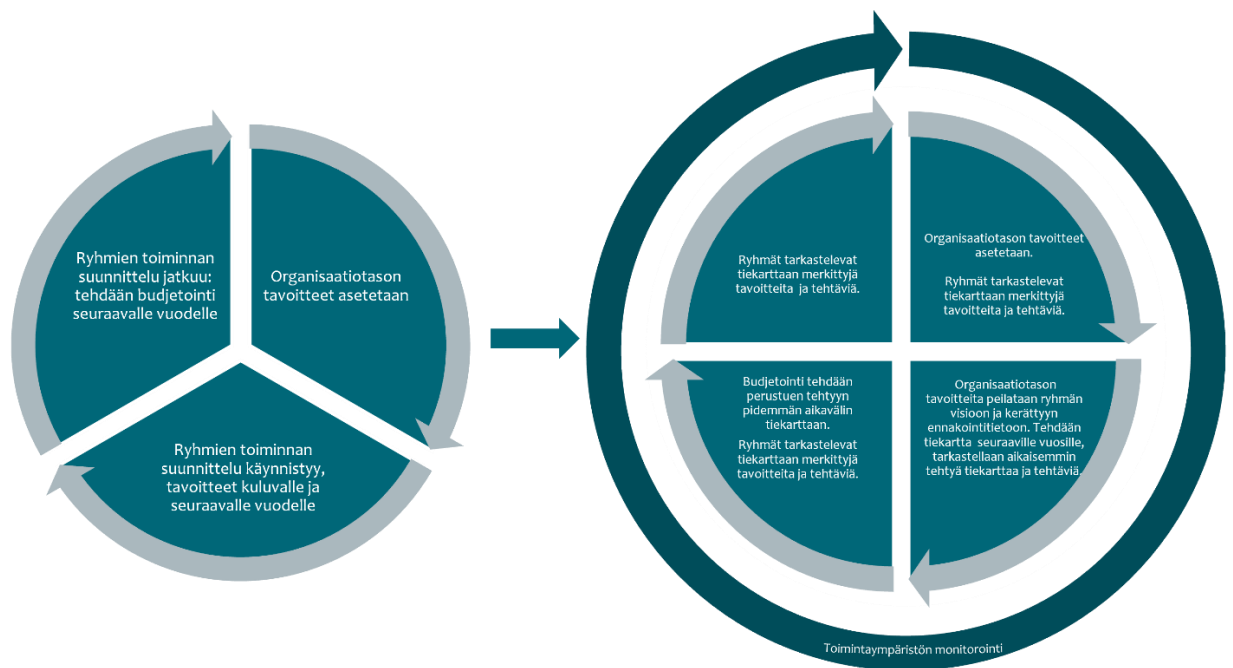 Ryhmien toiminnan
suunnittelu jatkuu:
tehdään budjetointi
seuraavalle vuodelle
Organisaatiotason
tavoitteet asetetaan
Ryhmien toiminnan
suunnittelu käynnistyy,
tavoitteet kuluvalle ja
seuraavalle vuodelle
Ryhmät tarkastelevat
tiekarttaan merkittyjä
tavoitteita ja tehtäviä.
Organisaatiotason tavoitteet
asetetaan.
Ryhmät tarkastelevat
tiekarttaan merkittyjä
tavoitteita ja tehtäviä.
Budjetointi tehdään
perustuen tehtyyn
pidemmän aikavälin
tiekarttaan.
Ryhmät tarkastelevat
tiekarttaan merkittyjä
tavoitteita ja tehtäviä.
Organisaatiotason
tavoitteita peilataan ryhmän
visioon ja kerättyyn
ennakointitietoon. Tehdään
tiekartta seuraaville vuosille,
tarkastellaan aikaisemmin
tehtyä tiekarttaa ja tehtäviä.
Toimintaympäristön monitorointi